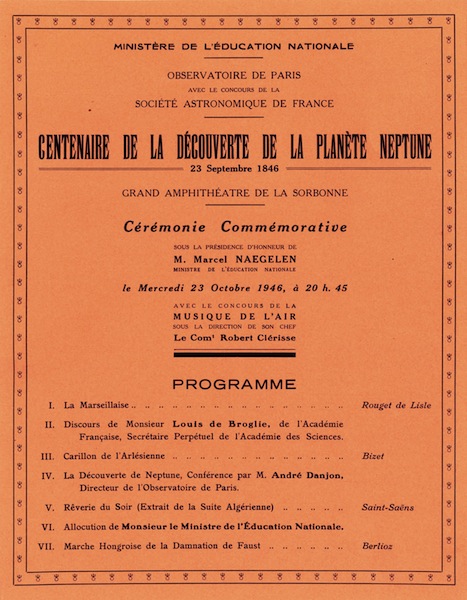 MINISTÈRE DE L'ÉDUCATION NATIONALE
OBSERVATOIRE DE PARIS
AVEC LE CONCOURS DE LA
SOCIÉTÉ ASTRONOMIQUE DE FRANCE
CENTENAIRE DE LA DÉCOUVERTE DE LA PLANÈTE NEPTUNE
23 Septembre 1846
GRAND AMPHITHÉATRE DE LA SORBONNE
Cérémonie Commémorative
SOUS LA PRÉSIDENCE D'HONNEUR DE
M. Marcel NAEGELEN
MINISTRE DE L'ÉDUCATION NATIONALE
le Mercredi 23 Octobre 1946, à 20 h. 45
AVEC LE CONCOURS DE LA
MUSIQUE DE L'AIR
SOUS LA DIRECTION DE SON CHEF
Le Comt Robert Clérisse
PROGRAMME
I. La Marseillaise .. .. .. .. .. .. .. .. .. .. .. .. .. .. Rouget de Lisle
II. Discours de Monsieur Louis de Broglie, de l'Académie
Française, Secrétaire Perpétuel de l'Académie des Sciences.
III. Carillon de l'Arlésienne .. .. .. .. .. .. .. .. .. .. .. Bizet
IV. La Découverte de Neptune, Conférence par M. André Danjon,
Directeur de l'Observatoire de Paris.
V. Rêverie du Soir (Extrait de la Suite Algérienne) .. .. .. .. Saint-Saëns
VI. Allocution de Monsieur le Ministre de l'Éducation Nationale.
VII. Marche Hongroise de la Damnation de Faust .. .. .. .. .. Berlioz